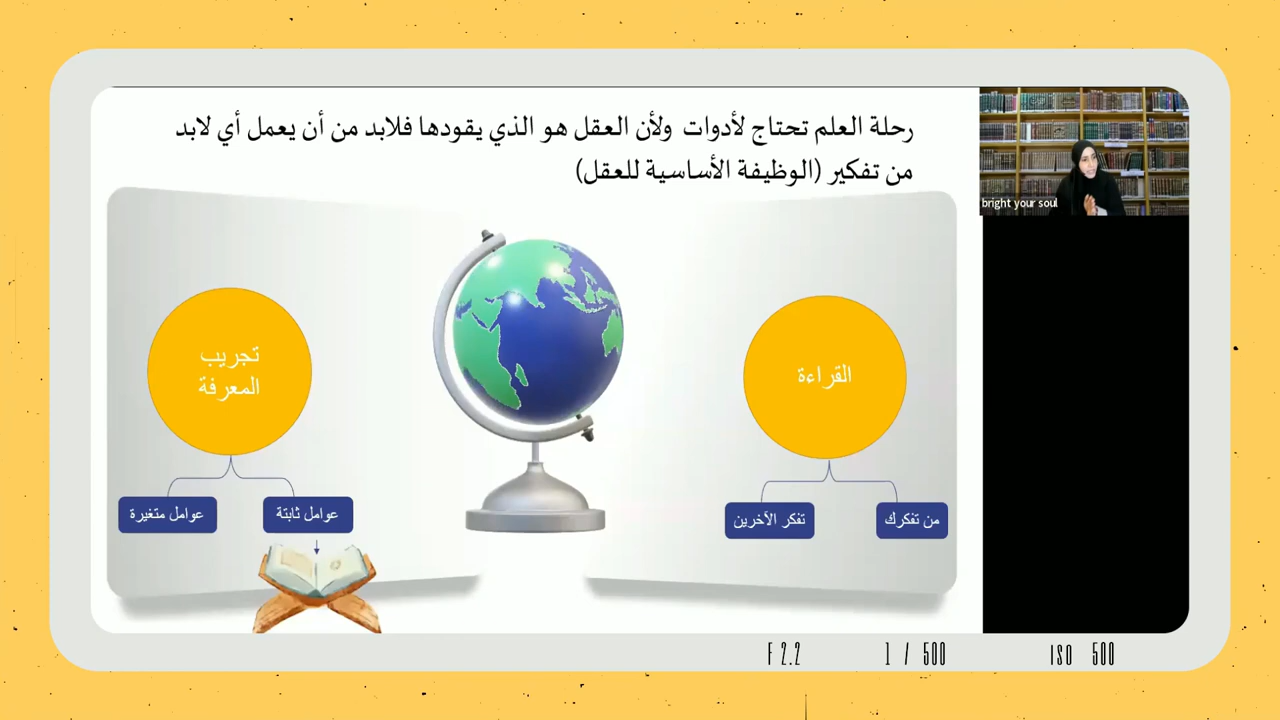 رحلة العلم تحتاج لأدوات ولأن العقل هو الذي يقودها فلابد من أن يعمل أي لابد
من تفكير (الوظيفة الأساسية للعقل)
bright your soul
القراءة
من تفكرك
تفكر الآخرين
تجريب
المعرفة
عوامل ثابتة
عوامل متغيرة
F 2.2
1 / 500
ISO 500